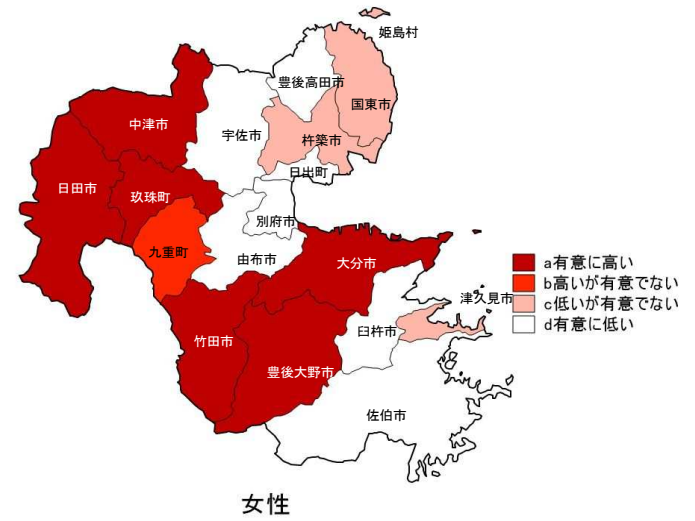 姫島村
豊後高田市
国東市
中津市
宇佐市
杵築市
日出町
日田市
玖珠町
別府市
九重町
由布市
大分市
a有意に高い
b高いが有意でない
c低いが有意でない
d有意に低い
津久見市
臼杵市
竹田市
豊後大野市
佐伯市
女性